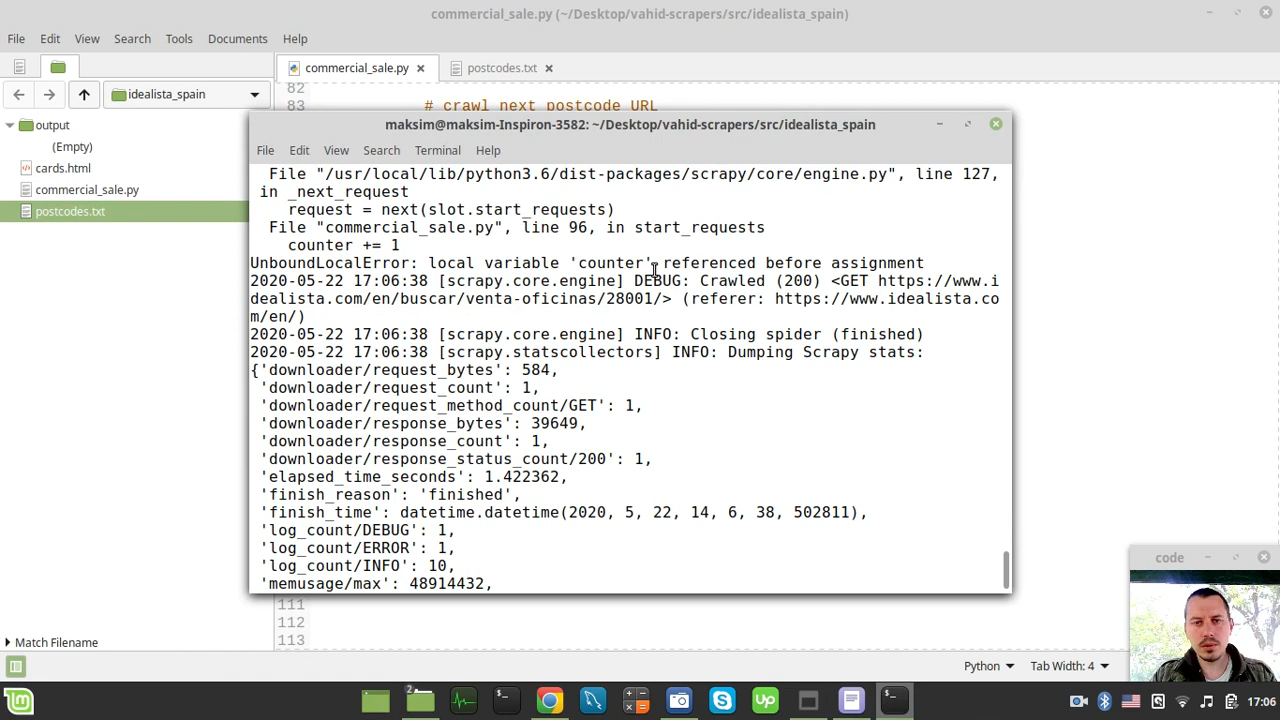 commercial_sale.py (~/Desktop/vahid-scrapers/src/idealista_spain)
File Edit View Search Tools Documents Help
commercial_sale.py
postcodes.txt
idealista_spain
output
(Empty)
cards.html
commercial_sale.py
postcodes.txt
82
83 # crawl next postcode URL
maksim@maksim-Inspiron-3582: ~/Desktop/vahid-scrapers/src/idealista_spain
File Edit View Search Terminal Help
File "/usr/local/lib/python3.6/dist-packages/scrapy/core/engine.py", line 127,
in _next_request
request = next(slot.start_requests)
File "commercial_sale.py", line 96, in start_requests
counter += 1
UnboundLocalError: local variable 'counter' referenced before assignment
2020-05-22 17:06:38 [scrapy.core.engine] DEBUG: Crawled (200) <GET https://www.i
dealista.com/en/buscar/venta-oficinas/28001/> (referer: https://www.idealista.co
m/en/)
2020-05-22 17:06:38 [scrapy.core.engine] INFO: Closing spider (finished)
2020-05-22 17:06:38 [scrapy.statscollectors] INFO: Dumping Scrapy stats:
{'downloader/request_bytes': 584,
'downloader/request_count': 1,
'downloader/request_method_count/GET': 1,
'downloader/response_bytes': 39649,
'downloader/response_count': 1,
'downloader/response_status_count/200': 1,
'elapsed_time_seconds': 1.422362,
'finish_reason': 'finished',
'finish_time': datetime.datetime(2020, 5, 22, 14, 6, 38, 502811),
'log_count/DEBUG': 1,
'log_count/ERROR': 1,
'log_count/INFO': 10,
'memusage/max': 48914432,
111
112
113
code
Match Filename
Python
Tab Width: 4
2
$_
Up
$_
17:06